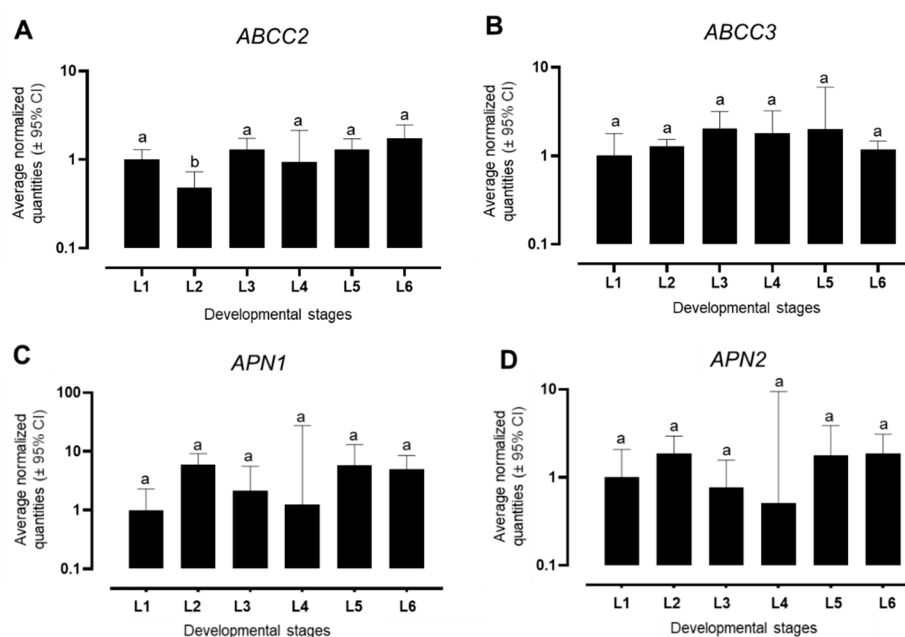 A
ABCC2
Average normalized
quantities (± 95% CI)
10
1
0.1
a
b
a
a
a
a
L1 L2 L3 L4 L5 L6
Developmental stages
B
ABCC3
Average normalized
quantities (± 95% CI)
10
1
0.1
a
a
a
a
a
a
L1 L2 L3 L4 L5 L6
Developmental stages
C
APN1
Average normalized
quantities (± 95% CI)
100
10
1
0.1
a
a
a
a
a
a
L1 L2 L3 L4 L5 L6
Developmental stages
D
APN2
Average normalized
quantities (± 95% CI)
10
1
0.1
a
a
a
a
a
a
L1 L2 L3 L4 L5 L6
Developmental stages